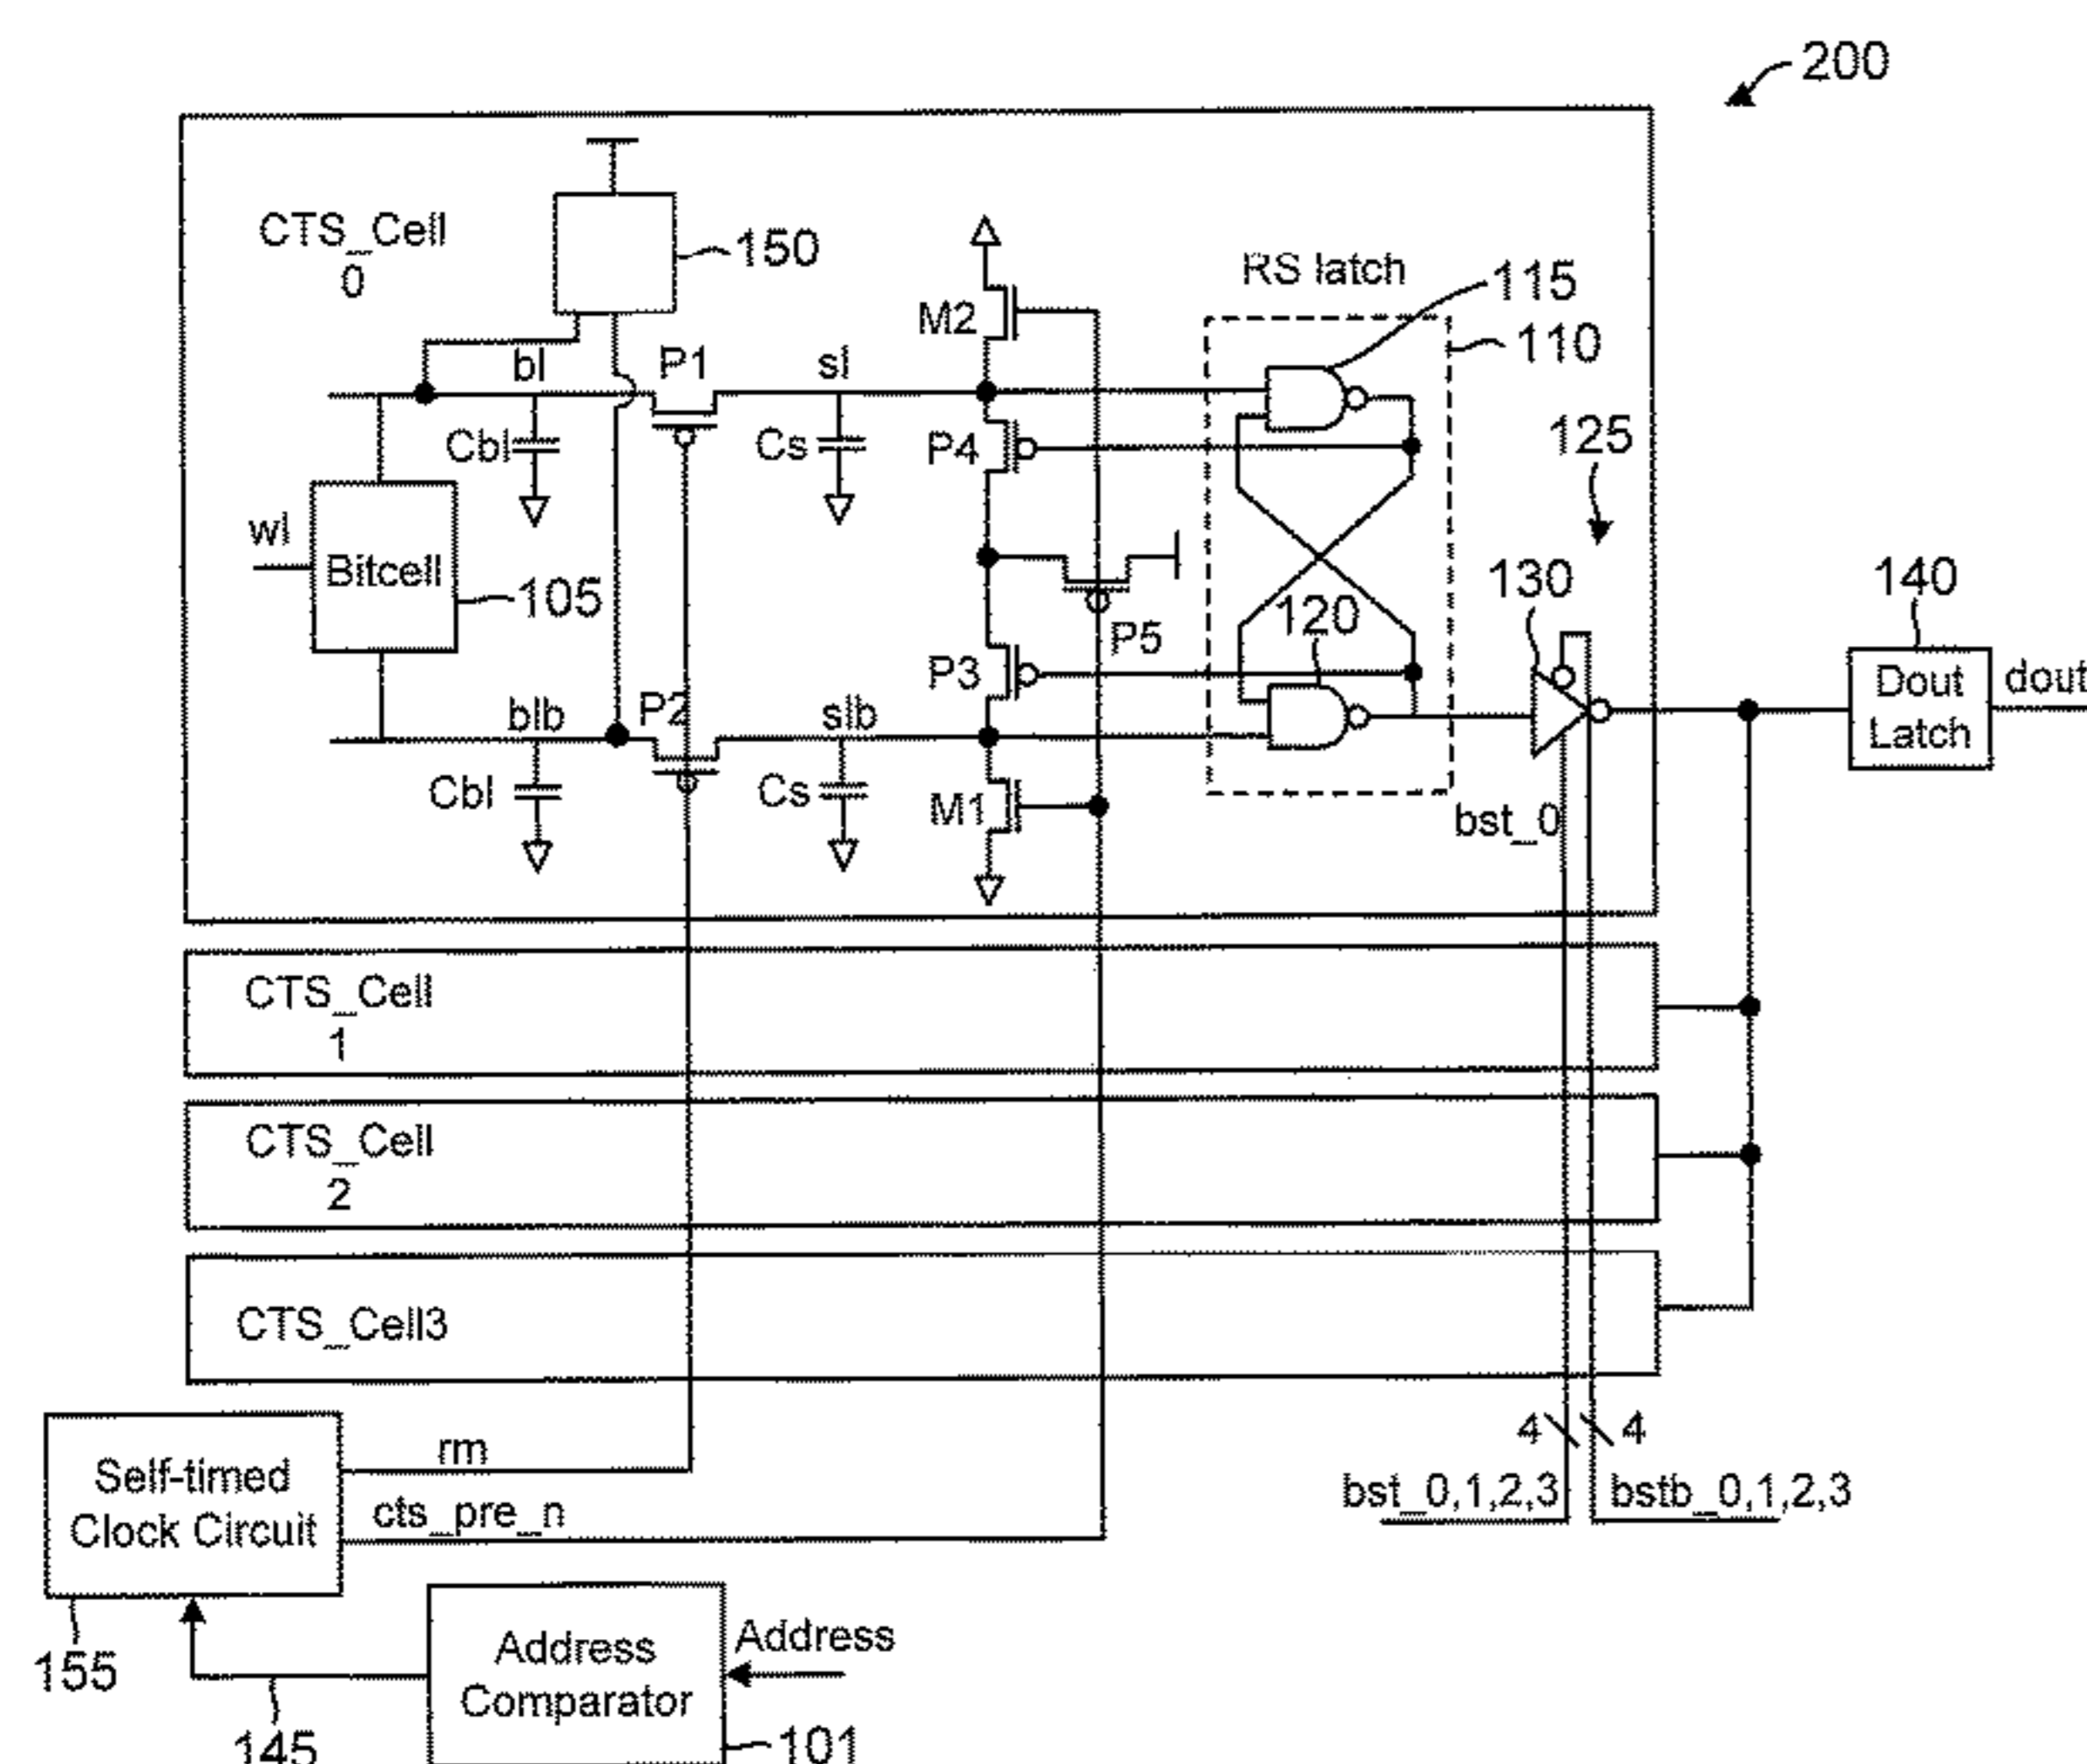 200
CTS_Cell
0
150
RS latch
115
M2
110
bl
P1
sl
125
Cbl
Cs
P4
wl
Bitcell
105
130
140
120
P5
P3
Dout
Latch
dout
blb
P2
slb
Cbl
Cs
M1
bst_0
CTS_Cell
1
CTS_Cell
2
CTS_Cell3
4
4
rm
Self-timed
Clock Circuit
cts_pre_n
bst_0,1,2,3
bstb_0,1,2,3
155
Address
Comparator
Address
145
101